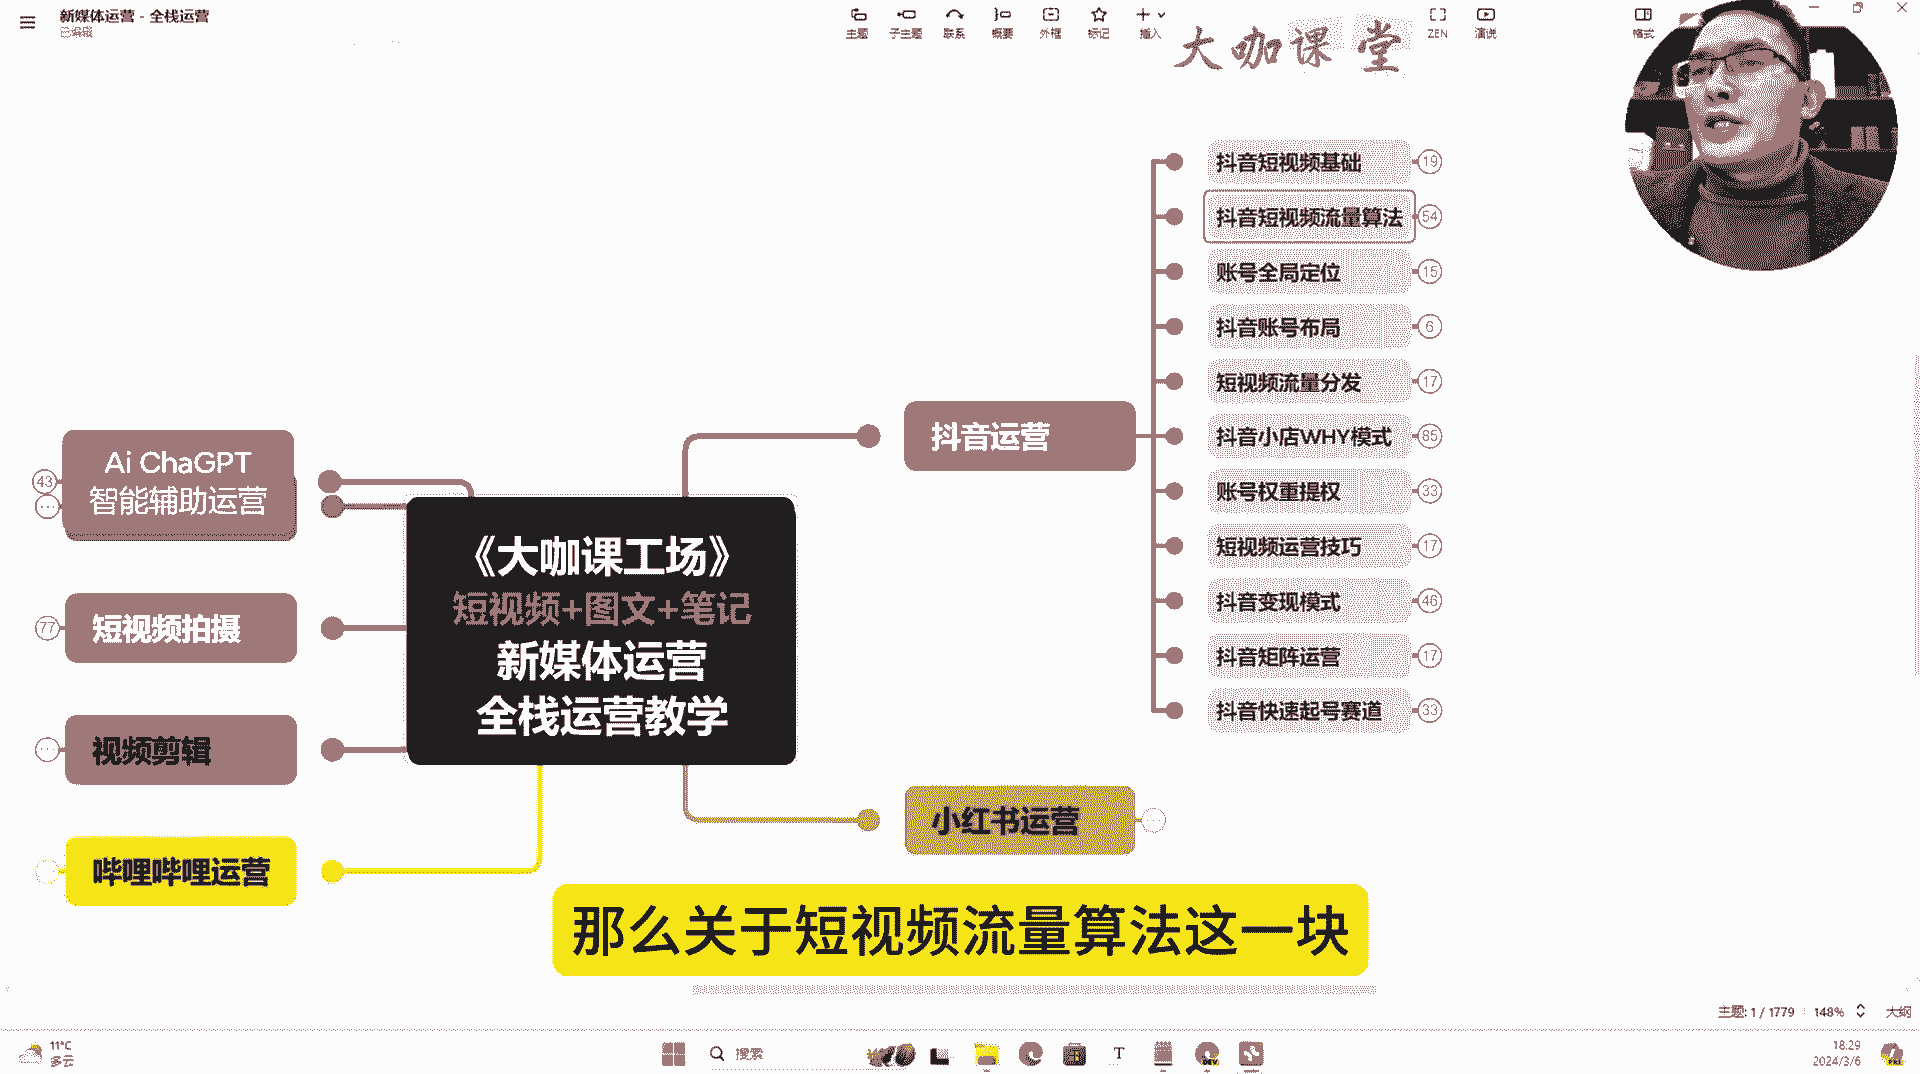 新媒体运营 - 全栈运营
已编辑
主题
子主题
联系
概要
外框
标记
插入
ZEN
演说
格式
大咖课堂
抖音短视频基础
19
抖音短视频流量算法
54
账号全局定位
15
抖音账号布局
6
短视频流量分发
17
抖音小店WHY模式
85
账号权重提权
33
短视频运营技巧
17
抖音变现模式
46
抖音矩阵运营
17
抖音快速起号赛道
33
抖音运营
小红书运营
《大咖课工场》
短视频+图文+笔记
新媒体运营
全栈运营教学
Ai ChaGPT
智能辅助运营
43
短视频拍摄
77
视频剪辑
哔哩哔哩运营
那么关于短视频流量算法这一块
主题: 1 / 1779
148%
大纲
11°C
多云
搜索
18:29
2024/3/6